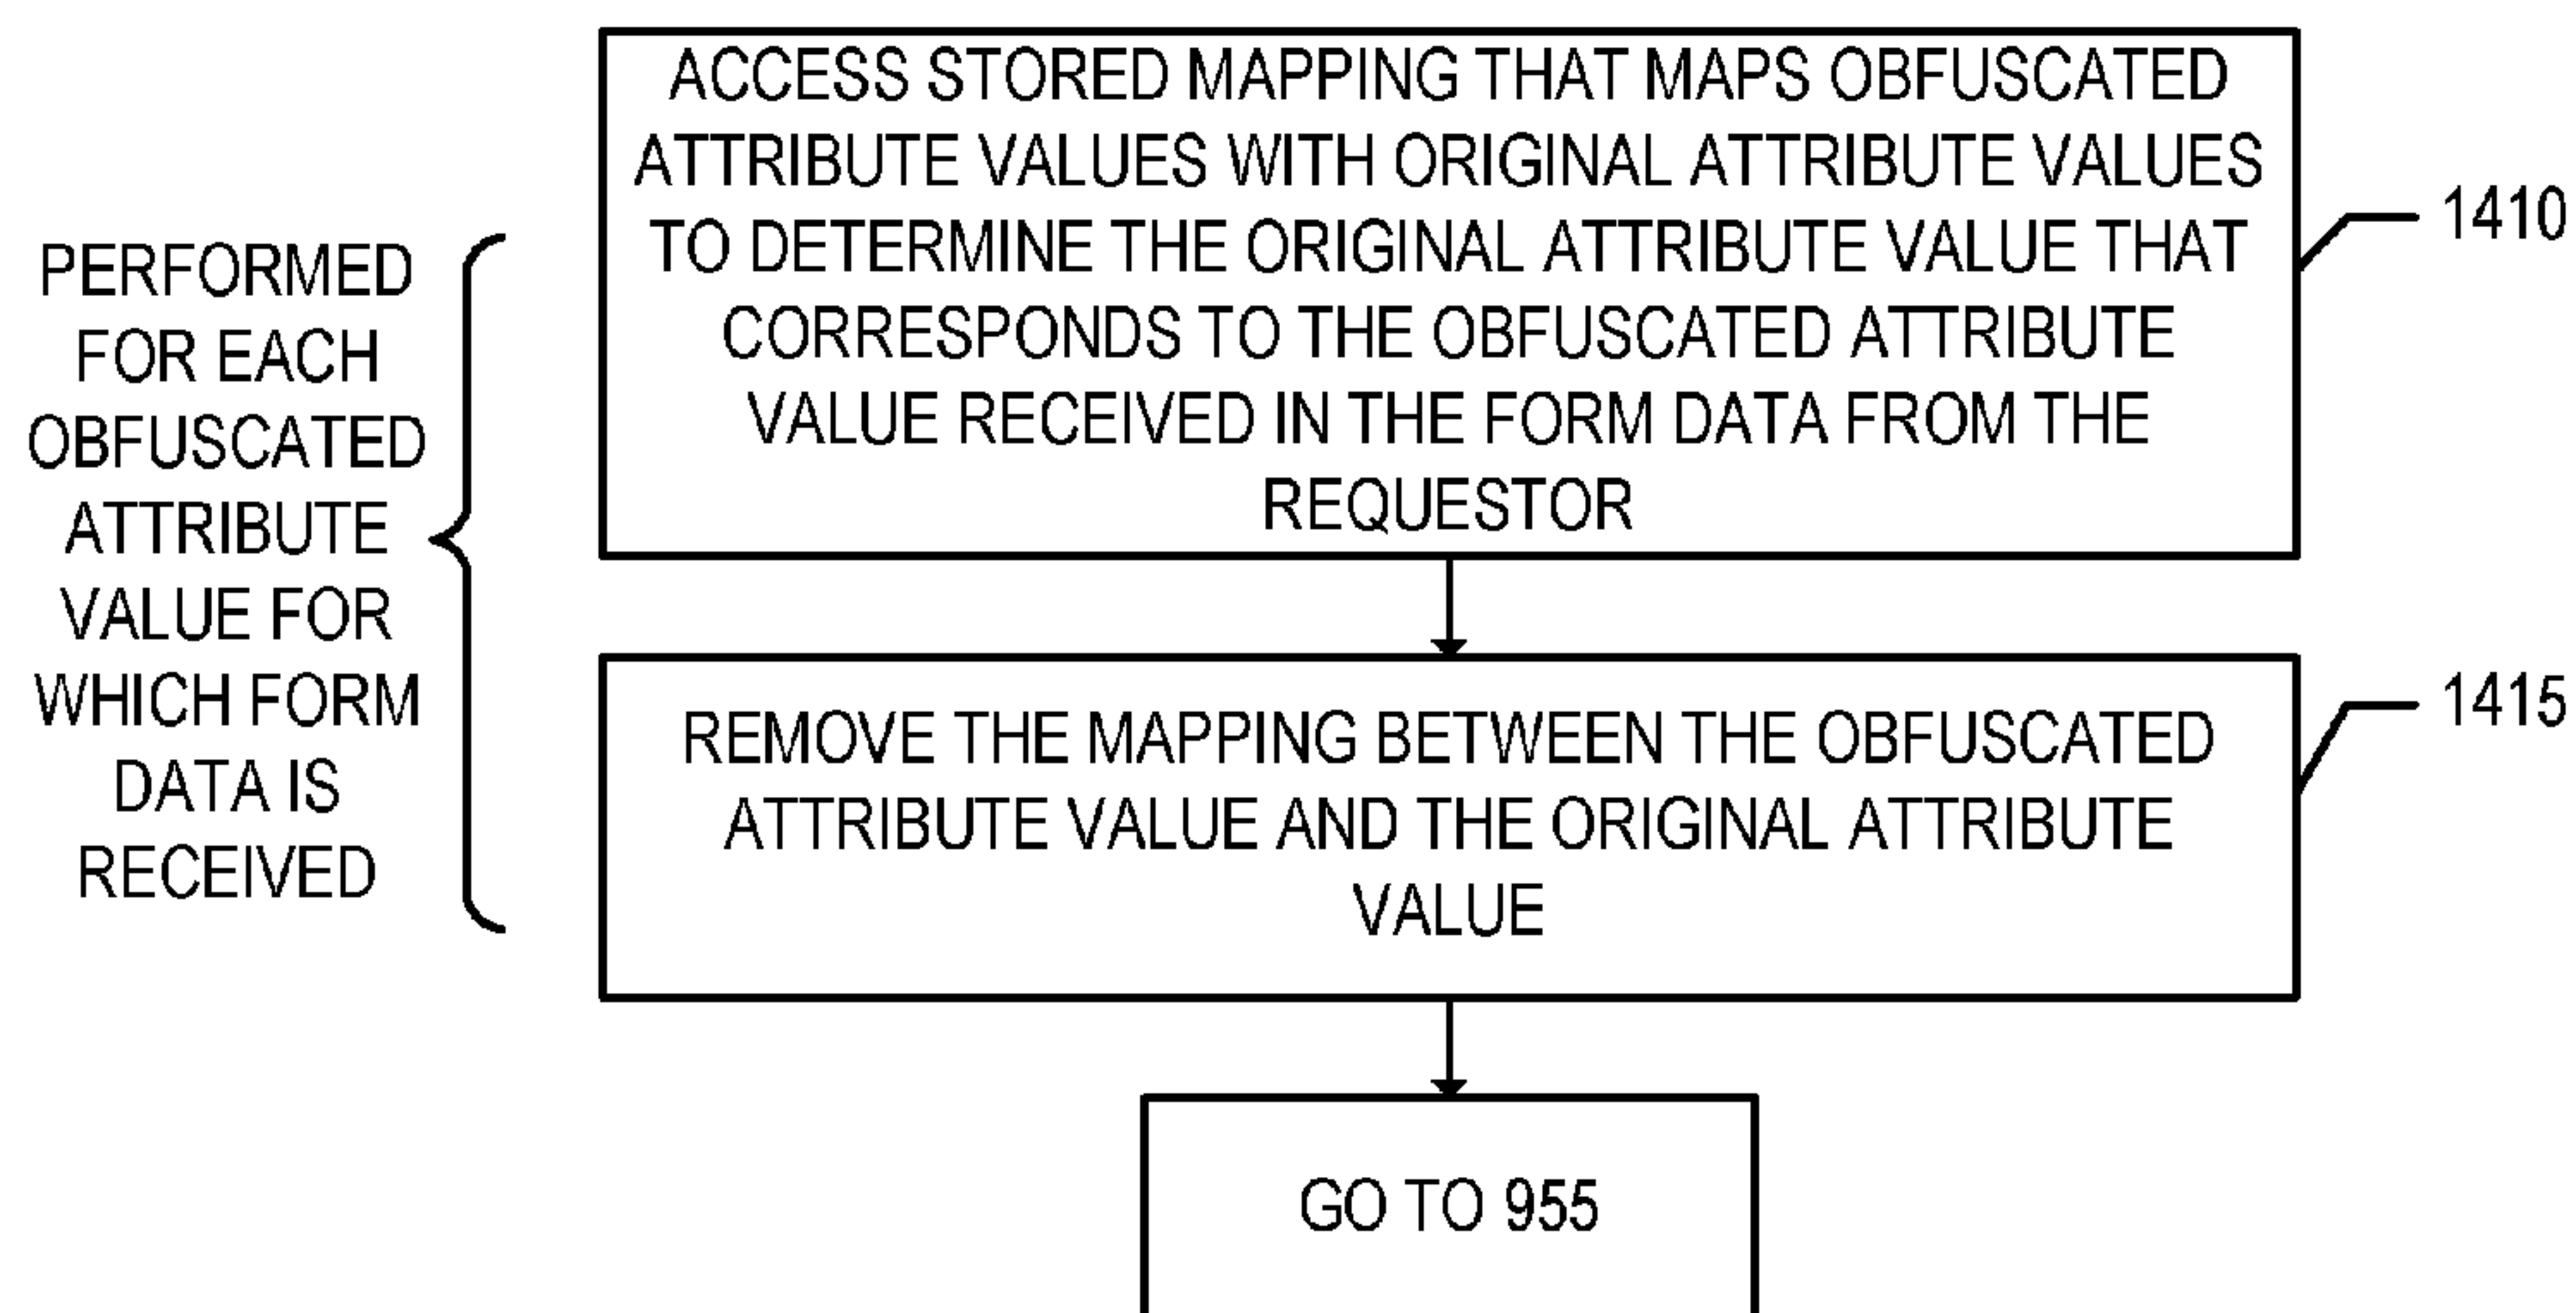 PERFORMED
FOR EACH
OBFUSCATED
ATTRIBUTE
VALUE FOR
WHICH FORM
DATA IS
RECEIVED
ACCESS STORED MAPPING THAT MAPS OBFUSCATED
ATTRIBUTE VALUES WITH ORIGINAL ATTRIBUTE VALUES
TO DETERMINE THE ORIGINAL ATTRIBUTE VALUE THAT
CORRESPONDS TO THE OBFUSCATED ATTRIBUTE
VALUE RECEIVED IN THE FORM DATA FROM THE
REQUESTOR
1410
REMOVE THE MAPPING BETWEEN THE OBFUSCATED
ATTRIBUTE VALUE AND THE ORIGINAL ATTRIBUTE
VALUE
1415
GO TO 955